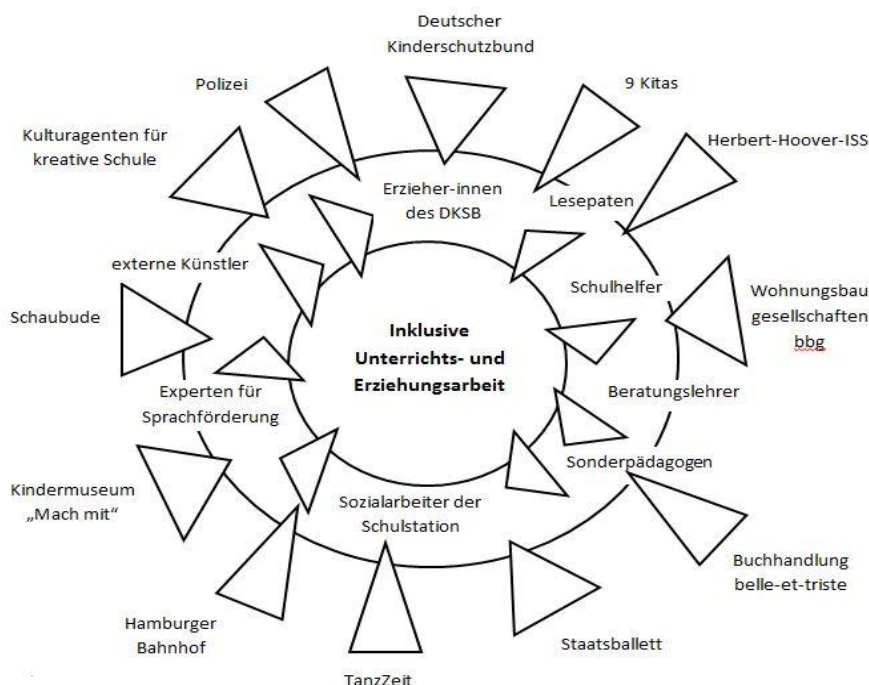 Deutscher
Kinderschutzbund
Polizei
9 Kitas
Kulturagenten für
kreative Schule
Herbert-Hoover-ISS
Erzieher-innen
des DKSB
Lesepaten
externe Künstler
Schulhelfer
Schaubude
Wohnungsbau
gesellschaften
bbg
Inklusive
Unterrichts- und
Erziehungsarbeit
Experten für
Sprachförderung
Beratungslehrer
Sonderpädagogen
Kindermuseum
„Mach mit“
Sozialarbeiter der
Schulstation
Buchhandlung
belle-et-triste
Hamburger
Bahnhof
Staatsballett
TanzZeit